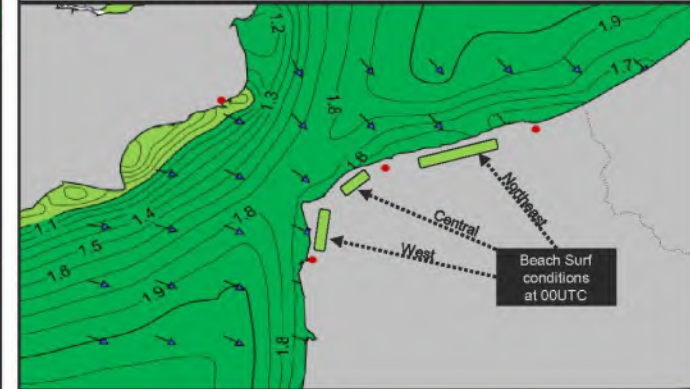 1.2
1.9
1.7
1.3
1.8
1.6
Northeast
1.8
Central
1.1
1.4
1.5
West
1.6
1.9
Beach Surf
conditions
at 00UTC
1.8